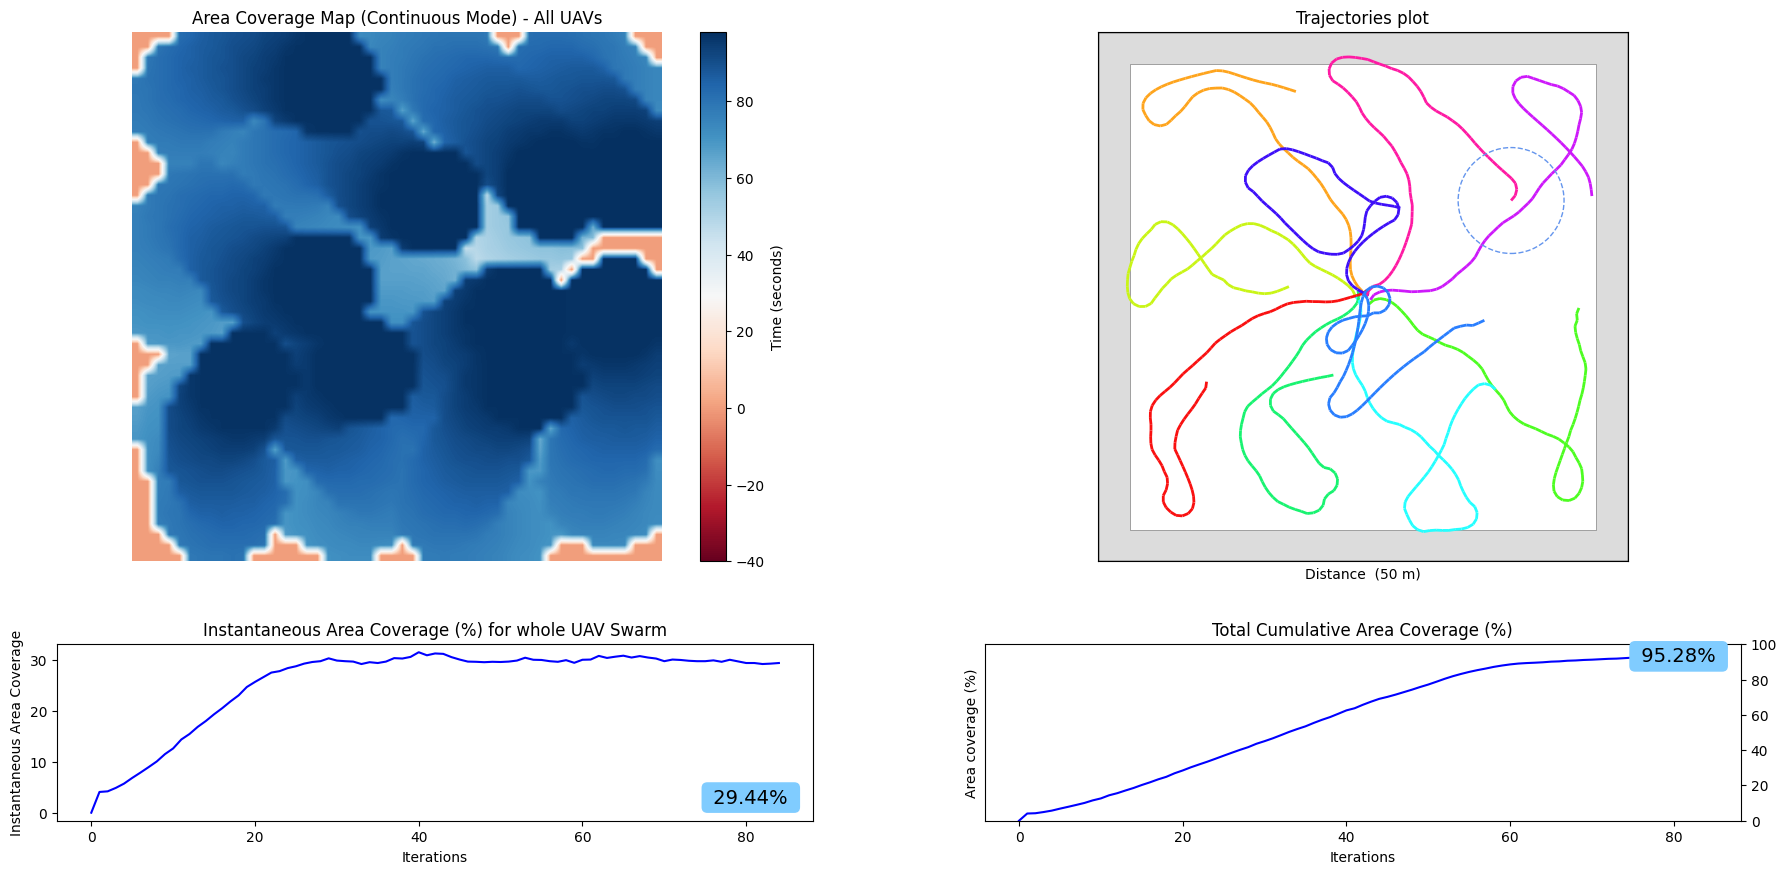 Area Coverage Map (Continuous Mode) - All UAVs
80
60
40
20
0
−20
−40
Time (seconds)
Trajectories plot
Distance  (50 m)
Instantaneous Area Coverage (%) for whole UAV Swarm
Instantaneous Area Coverage
30
20
10
0
29.44%
0 20 40 60 80
Iterations
Total Cumulative Area Coverage (%)
Area coverage (%)
95.28%
100
80
60
40
20
0
0 20 40 60 80
Iterations